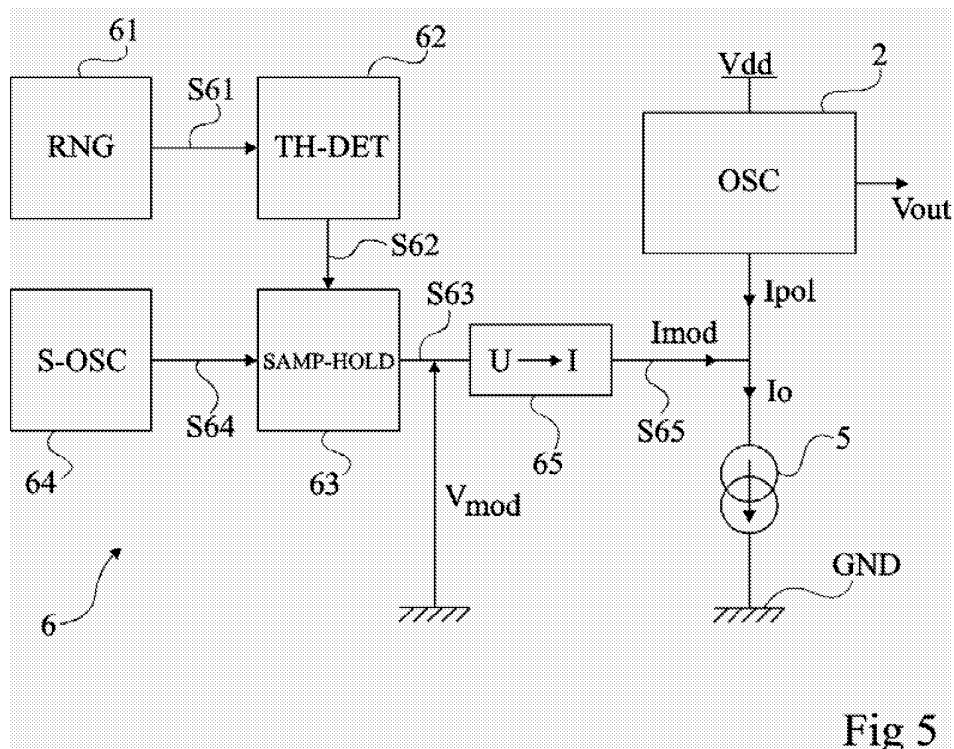 61
62
2
S61
Vdd
RNG
TH-DET
OSC
Vout
S62
S63
Ipol
Imod
S-OSC
SAMP-HOLD
U → I
Io
S64
S65
5
64
63
65
Vmod
GND
6
Fig 5